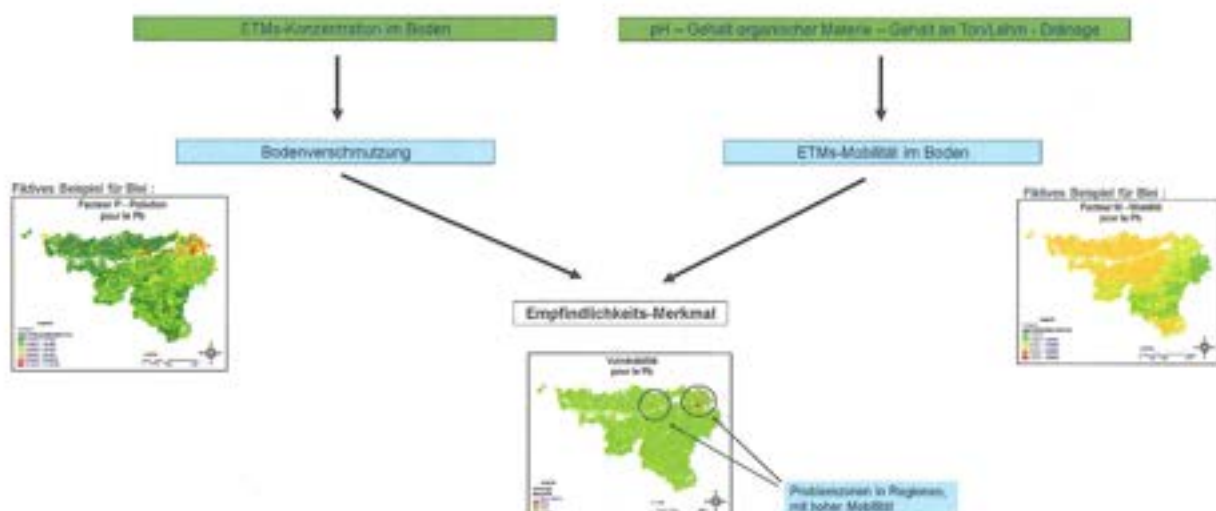 ETMs-Konzentration im Boden
pH – Gehalt organischer Materie – Gehalt an Ton/Lehm - Dränage
Bodenverschmutzung
ETMs-Mobilität im Boden
Fiktives Beispiel für Blei :
Facteur P - Pollution
pour le Pb
Fiktives Beispiel für Blei :
Facteur M - Mobilité
pour le Pb
Empfindlichkeits-Merkmal
Vulnérabilité
pour le Pb
Problemzonen in Regionen,
mit hoher Mobilität